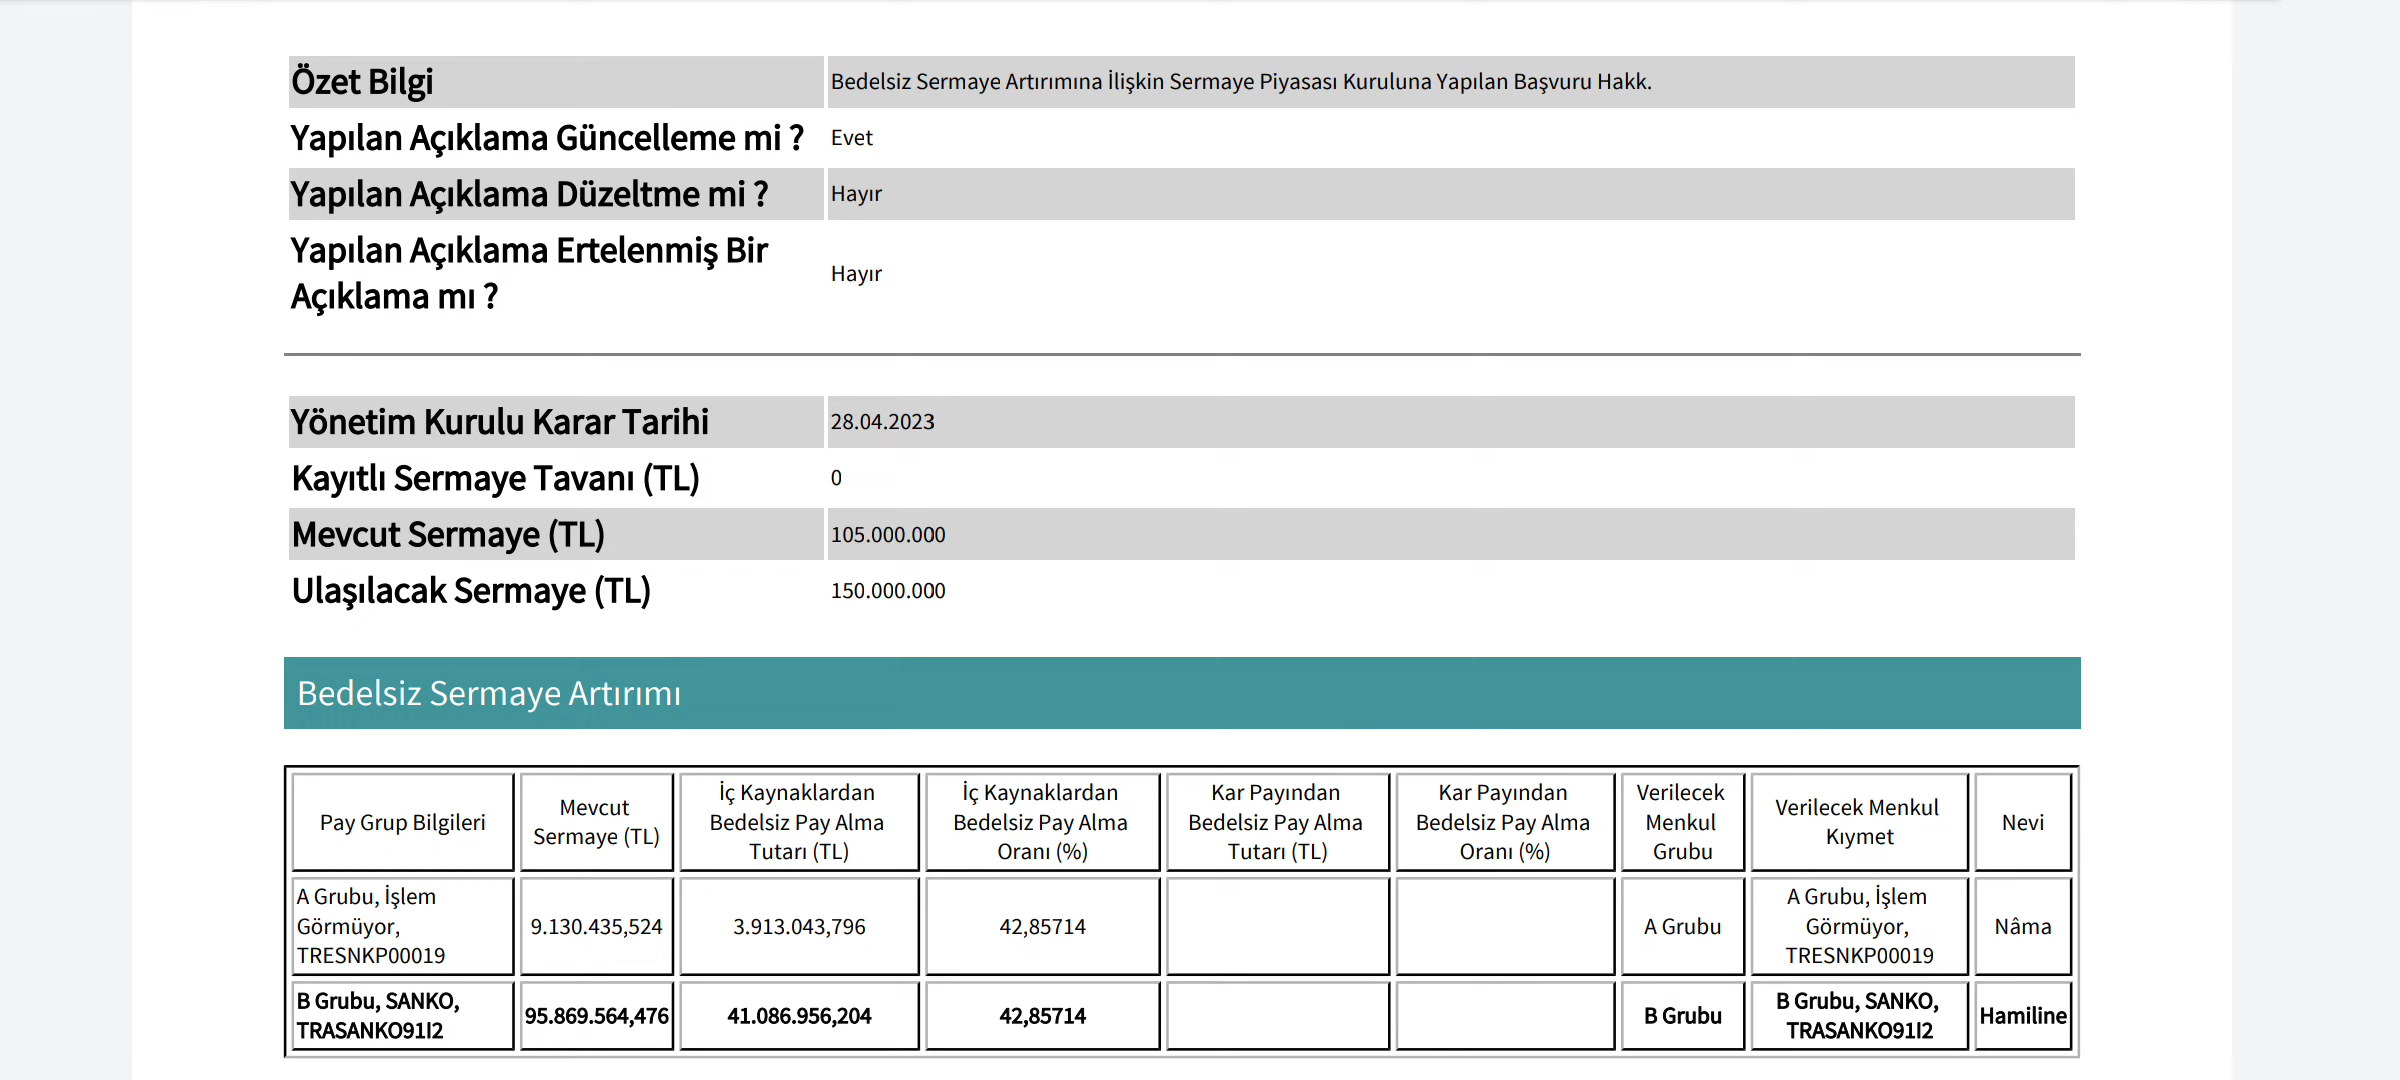 Özet Bilgi
Bedelsiz Sermaye Artırımına İlişkin Sermaye Piyasası Kuruluna Yapılan Başvuru Hakk.
Yapılan Açıklama Güncelleme mi ?
Evet
Yapılan Açıklama Düzeltme mi ?
Hayır
Yapılan Açıklama Ertelenmiş Bir
Açıklama mı ?
Hayır
Yönetim Kurulu Karar Tarihi
28.04.2023
Kayıtlı Sermaye Tavanı (TL)
0
Mevcut Sermaye (TL)
105.000.000
Ulaşılacak Sermaye (TL)
150.000.000
Bedelsiz Sermaye Artırımı
Pay Grup Bilgileri
Mevcut
Sermaye (TL)
İç Kaynaklardan
Bedelsiz Pay Alma
Tutarı (TL)
İç Kaynaklardan
Bedelsiz Pay Alma
Oranı (%)
Kar Payından
Bedelsiz Pay Alma
Tutarı (TL)
Kar Payından
Bedelsiz Pay Alma
Oranı (%)
Verilecek
Menkul
Grubu
Verilecek Menkul
Kıymet
Nevi
A Grubu, İşlem
Görmüyor,
TRESNKP00019
9.130.435,524
3.913.043,796
42,85714
A Grubu
A Grubu, İşlem
Görmüyor,
TRESNKP00019
Nâma
B Grubu, SANKO,
TRASANKO91I2
95.869.564,476
41.086.956,204
42,85714
B Grubu
B Grubu, SANKO,
TRASANKO91I2
Hamiline